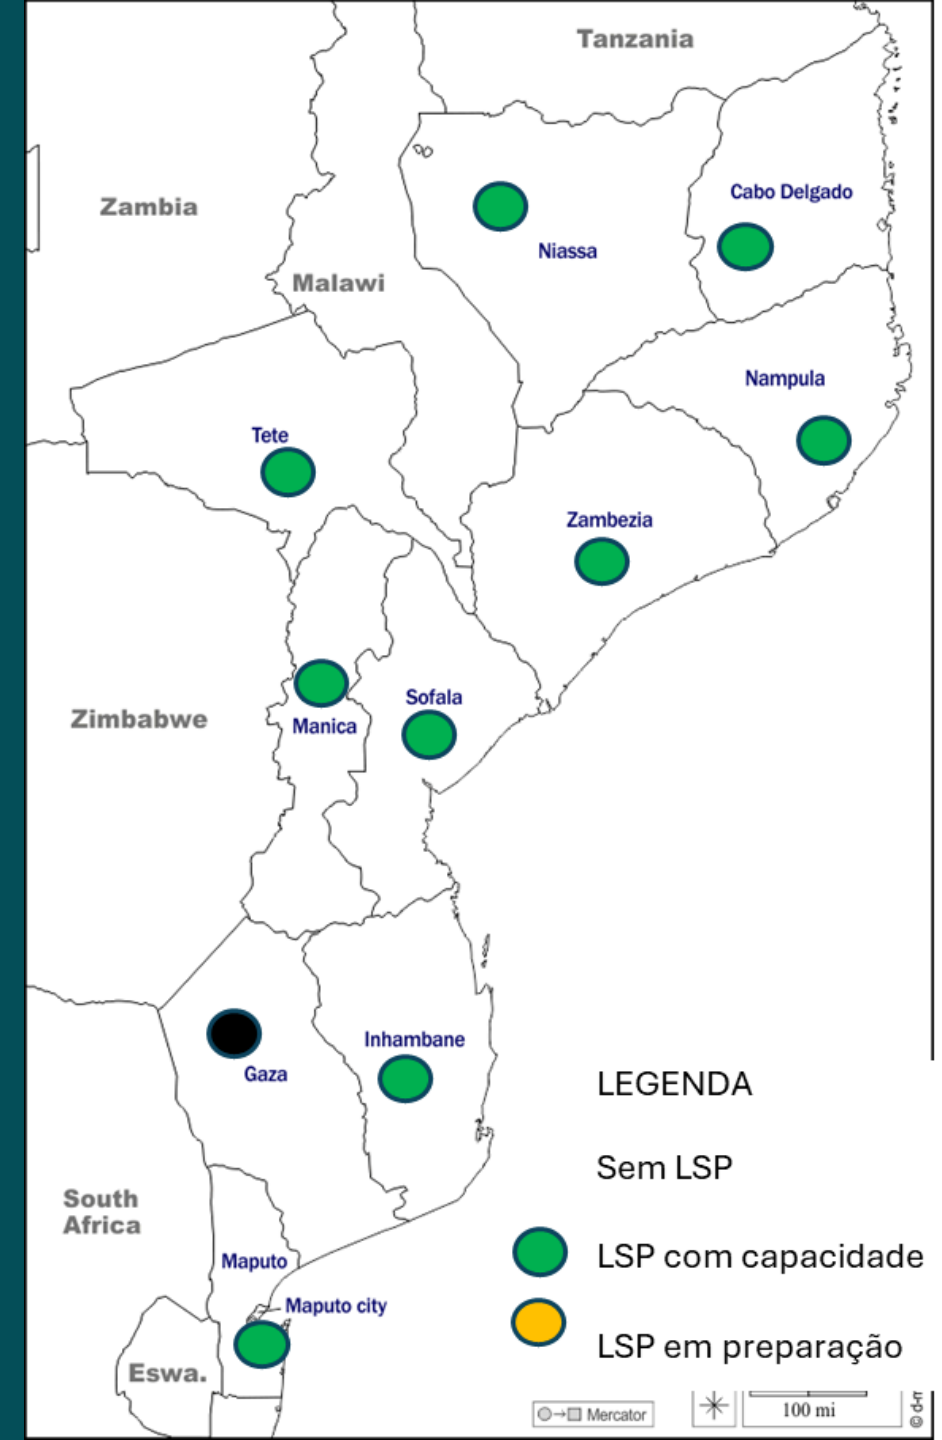 Tanzania
Cabo Delgado
Zambia
Niassa
Malawi
Nampula
Tete
Zambezia
Sofala
Zimbabwe
Manica
Inhambane
Gaza
LEGENDA
Sem LSP
South
Africa
LSP com capacidade
Maputo
Maputo city
LSP em preparação
Eswa.
Mercator
100 mi
© d-m